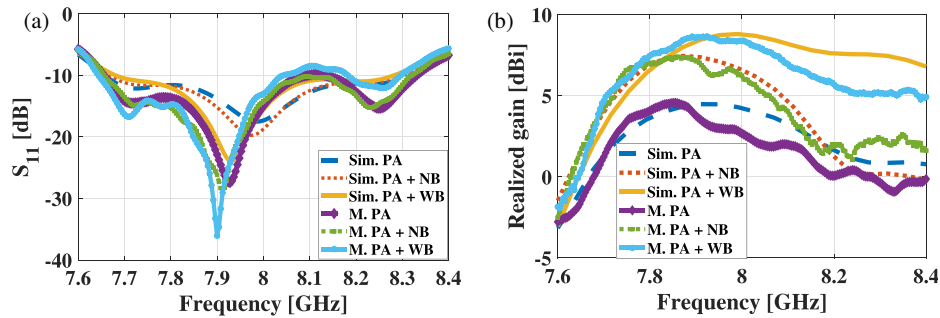 (a)
0
-10
-20
-30
-40
S11 [dB]
7.6
7.7
7.8
7.9
8
8.1
8.2
8.3
8.4
Frequency [GHz]
Sim. PA
Sim. PA + NB
Sim. PA + WB
M. PA
M. PA + NB
M. PA + WB
(b)
10
5
0
-5
Realized gain [dBi]
7.6
7.8
8
8.2
8.4
Frequency [GHz]
Sim. PA
Sim. PA + NB
Sim. PA + WB
M. PA
M. PA + NB
M. PA + WB